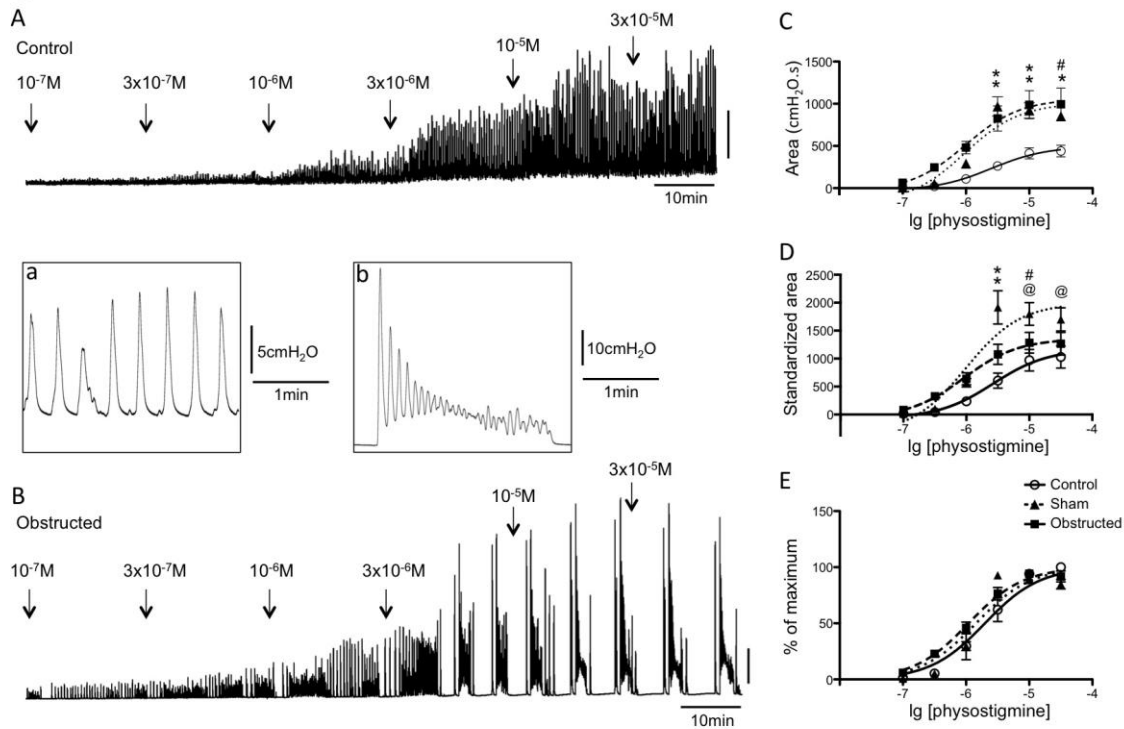 A
Control
10⁻⁷M
3x10⁻⁷M
10⁻⁶M
3x10⁻⁶M
10⁻⁵M
3x10⁻⁵M
10min
a
5cmH₂O
1min
b
10cmH₂O
1min
B
Obstructed
10⁻⁷M
3x10⁻⁷M
10⁻⁶M
3x10⁻⁶M
10⁻⁵M
3x10⁻⁵M
10min
C
Area (cmH₂O.s)
1500
1000
500
0
* * #
* * *
-7 -6 -5 -4
lg [physostigmine]
D
Standardized area
2500
2000
1500
1000
500
0
* #
* @ @
-7 -6 -5 -4
lg [physostigmine]
E
Control
Sham
Obstructed
% of maximum
150
100
50
0
-7 -6 -5 -4
lg [physostigmine]